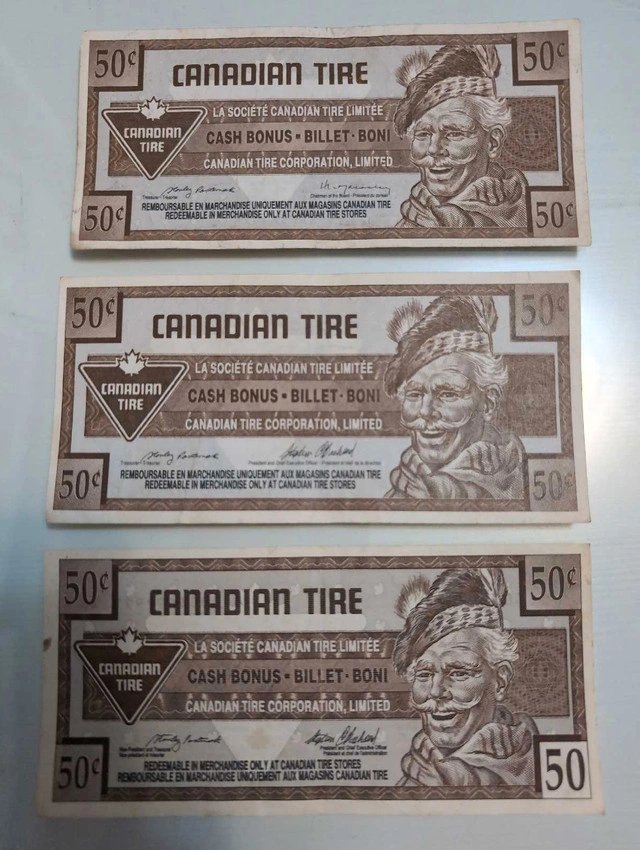 50¢ 50¢
CANADIAN TIRE
LA SOCIÉTÉ CANADIAN TIRE LIMITÉE
CANADIAN
TIRE
CASH BONUS ▪ BILLET · BONI
CANADIAN TIRE CORPORATION, LIMITED
REMBOURSABLE EN MARCHANDISE UNIQUEMENT AUX MAGASINS CANADIAN TIRE
REDEEMABLE IN MERCHANDISE ONLY AT CANADIAN TIRE STORES
50¢ 50¢
50¢ 50¢
CANADIAN TIRE
LA SOCIÉTÉ CANADIAN TIRE LIMITÉE
CANADIAN
TIRE
CASH BONUS ▪ BILLET · BONI
CANADIAN TIRE CORPORATION, LIMITED
REMBOURSABLE EN MARCHANDISE UNIQUEMENT AUX MAGASINS CANADIAN TIRE
REDEEMABLE IN MERCHANDISE ONLY AT CANADIAN TIRE STORES
50¢ 50¢
50¢ 50¢
CANADIAN TIRE
LA SOCIÉTÉ CANADIAN TIRE LIMITÉE
CANADIAN
TIRE
CASH BONUS ▪ BILLET · BONI
CANADIAN TIRE CORPORATION, LIMITED
President and Chief Executive Officer
REDEEMABLE IN MERCHANDISE ONLY AT CANADIAN TIRE STORES
REMBOURSABLE EN MARCHANDISE UNIQUEMENT AUX MAGASINS CANADIAN TIRE
50¢ 50